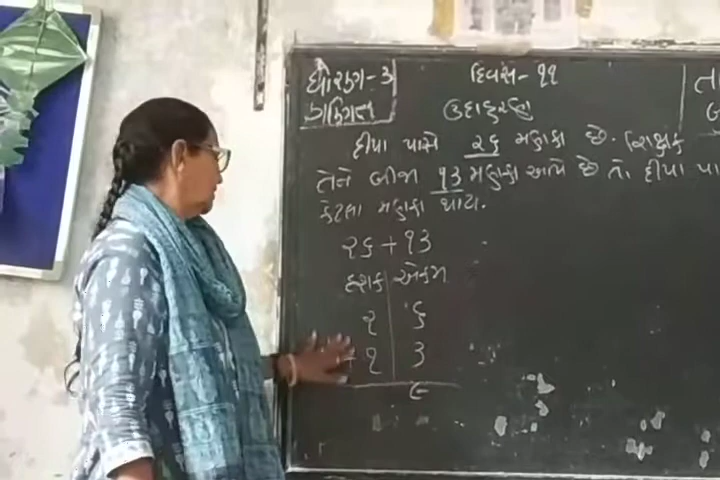 ધોરણ-૩
ગણિત
દિવસ-૧૧
ઉદાહરણ
દીપા પાસે ૨૬ મણકા છે. શિક્ષક
તેને બીજા ૧૩ મણકા આપે છે તો દીપા પા
કેટલા મણકા થાય.
૨૬+૧૩
દશક એકમ
૨ ૬
+ ૧ ૩
૯
ત